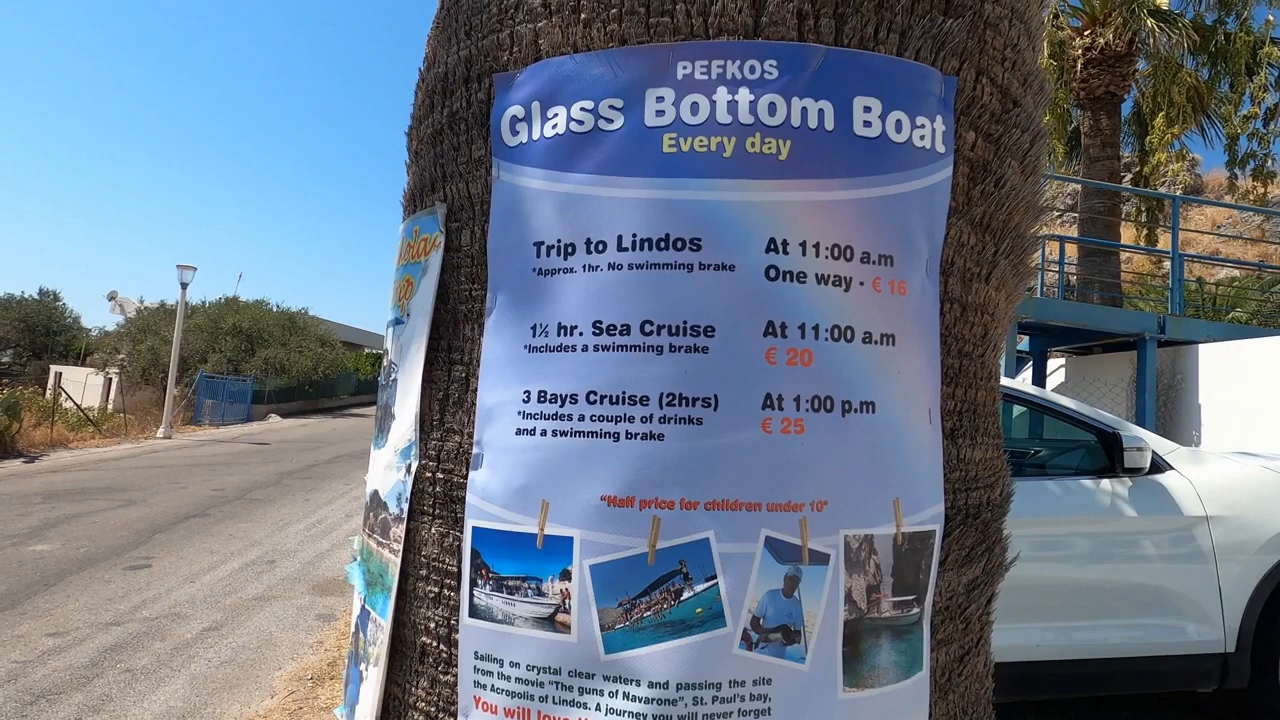 PEFKOS
Glass Bottom Boat
Every day
Trip to Lindos
*Approx. 1hr. No swimming brake
At 11:00 a.m
One way - € 16
1½ hr. Sea Cruise
*Includes a swimming brake
At 11:00 a.m
€ 20
3 Bays Cruise (2hrs)
*Includes a couple of drinks
and a swimming brake
At 1:00 p.m
€ 25
"Half price for children under 10"
Sailing on crystal clear waters and passing the site
from the movie "The guns of Navarone", St. Paul's bay,
the Acropolis of Lindos. A journey you will never forget
You will love